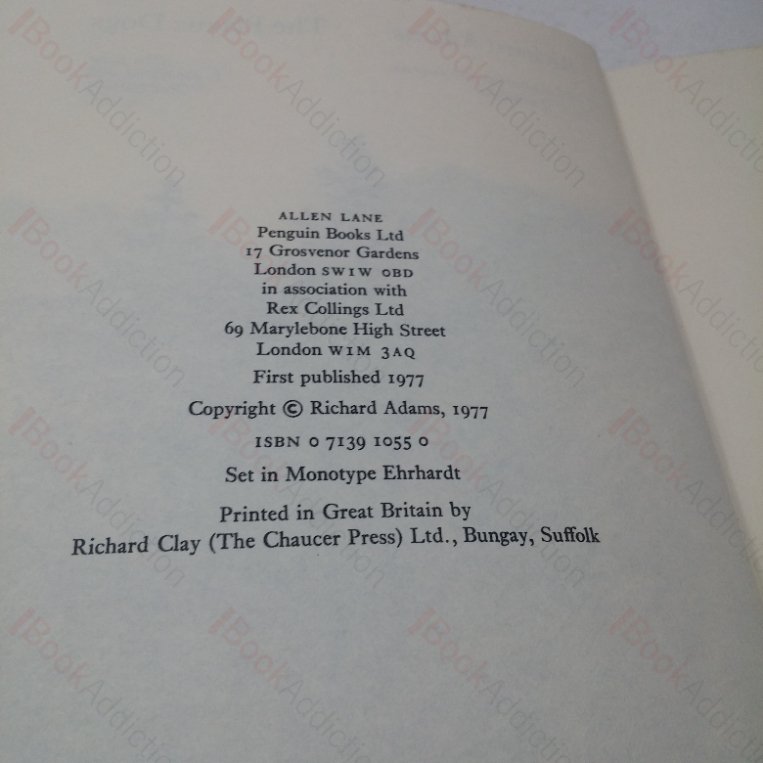 ALLEN LANE
Penguin Books Ltd
17 Grosvenor Gardens
London SW1W 0BD
in association with
Rex Collings Ltd
69 Marylebone High Street
London W1M 3AQ
First published 1977
Copyright © Richard Adams, 1977
ISBN 0 7139 1055 0
Set in Monotype Ehrhardt
Printed in Great Britain by
Richard Clay (The Chaucer Press) Ltd., Bungay, Suffolk
BookAddiction